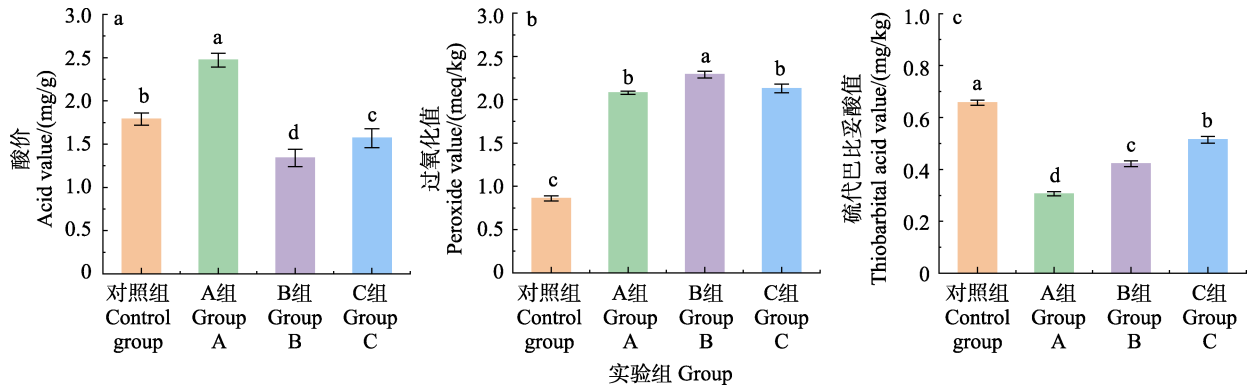 a
酸价
Acid value/(mg/g)
3.0
2.5
2.0
1.5
1.0
0.5
0
b
a
d
c
对照组
Control
group
A组
Group
A
B组
Group
B
C组
Group
C
b
过氧化值
Peroxide value/(meq/kg)
3.0
2.5
2.0
1.5
1.0
0.5
0
c
b
a
b
对照组
Control
group
A组
Group
A
B组
Group
B
C组
Group
C
c
硫代巴比妥酸值
Thiobarbital acid value/(mg/kg)
1.0
0.8
0.6
0.4
0.2
0
a
d
c
b
对照组
Control
group
A组
Group
A
B组
Group
B
C组
Group
C
实验组 Group